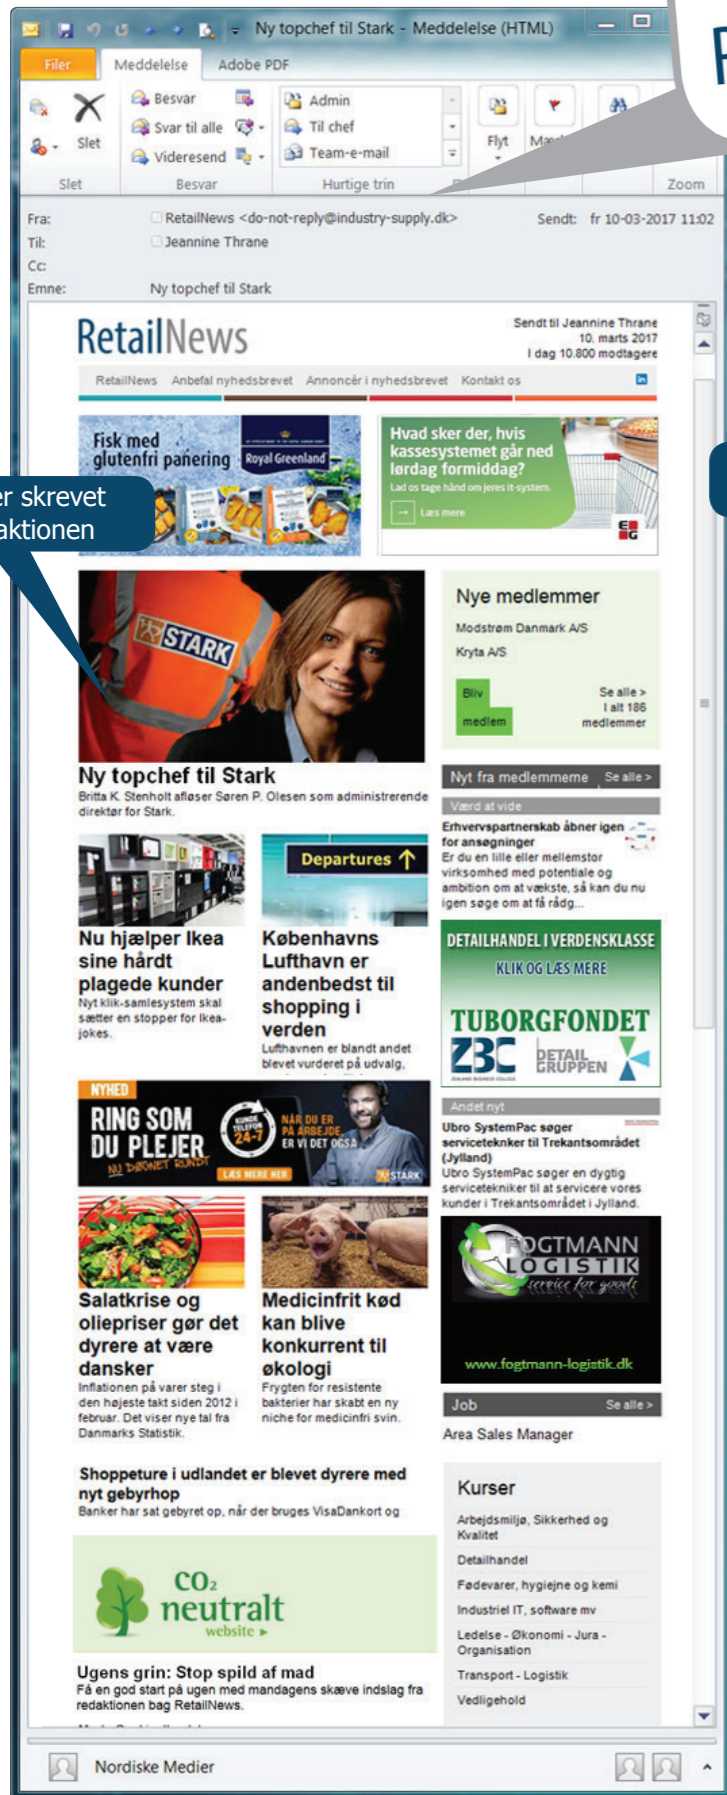 Ny topchef til Stark - Meddelelse (HTML)
Filer
Meddelelse
Adobe PDF
Slet
Besvar
Svar til alle
Videresend
Admin
Til chef
Team-e-mail
Flyt
Slet
Besvar
Hurtige trin
Zoom
Fra:
RetailNews <do-not-reply@industry-supply.dk>
Sendt: fr 10-03-2017 11:02
Til:
Jeannine Thrane
Cc:
Emne:
Ny topchef til Stark
RetailNews
Sendt til Jeannine Thrane
10. marts 2017
I dag 10.800 modtagere
RetailNews Anbefal nyhedsbrevet Annoncér i nyhedsbrevet Kontakt os
in
Fisk med
glutenfri panering
Royal Greenland
Hvad sker der, hvis
kassesystemet går ned
lørdag formiddag?
Lad os tage hånd om jeres it-system.
→ Læs mere
EG
er skrevet
aktionen
STARK
Ny topchef til Stark
Britta K. Stenholt afløser Søren P. Olesen som administrerende
direktør for Stark.
Nye medlemmer
Modstrøm Danmark A/S
Kryta A/S
Bliv
medlem
Se alle >
I alt 186
medlemmer
Nyt fra medlemmerne
Se alle >
Værd at vide
Erhvervspartnerskab åbner igen
for ansøgninger
Er du en lille eller mellemstor
virksomhed med potentiale og
ambition om at vækste, så kan du nu
igen søge om at få rådg...
Departures ↑
Nu hjælper Ikea
sine hårdt
plagede kunder
Nyt klik-samlesystem skal
sætter en stopper for Ikea-
jokes.
Københavns
Lufthavn er
andenbedst til
shopping i
verden
Lufthavnen er blandt andet
blevet vurderet på udvalg,
DETAILHANDEL I VERDENSKLASSE
KLIK OG LÆS MERE
TUBORGFONDET
ZBC
ZEALAND BUSINESS COLLEGE
DETAIL
GRUPPEN
NYHED
RING SOM
DU PLEJER
NU DØGNET RUNDT
KUNDE
TELEFON
24-7
NÅR DU ER
PÅ ARBEJDE,
ER VI DET OGSÅ
LÆS MERE HER
STARK
Andet nyt
Ubro SystemPac søger
servicetekniker til Trekantsområdet
(Jylland)
Ubro SystemPac søger en dygtig
servicetekniker til at servicere vores
kunder i Trekantsområdet i Jylland.
Salatkrise og
oliepriser gør det
dyrere at være
dansker
Inflationen på varer steg i
den højeste takt siden 2012 i
februar. Det viser nye tal fra
Danmarks Statistik.
Medicinfrit kød
kan blive
konkurrent til
økologi
Frygten for resistente
bakterier har skabt en ny
niche for medicinfri svin.
FOGTMANN
LOGISTIK
service for goods
www.fogtmann-logistik.dk
Job
Se alle >
Area Sales Manager
Shoppeture i udlandet er blevet dyrere med
nyt gebyrhop
Banker har sat gebyret op, når der bruges VisaDankort og
CO2
neutralt
website ►
Kurser
Arbejdsmiljø, Sikkerhed og
Kvalitet
Detailhandel
Fødevarer, hygiejne og kemi
Industriel IT, software mv
Ledelse - Økonomi - Jura -
Organisation
Transport - Logistik
Vedligehold
Ugens grin: Stop spild af mad
Få en god start på ugen med mandagens skæve indslag fra
redaktionen bag RetailNews.
Nordiske Medier